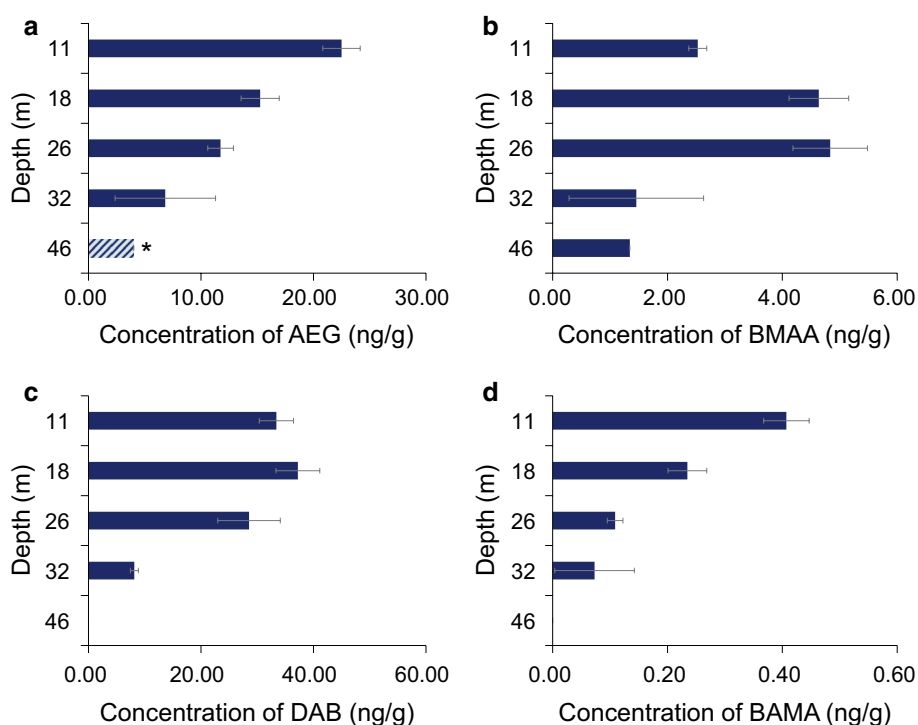 a
Depth (m)
11
18
26
32
46
*
0.00 10.00 20.00 30.00
Concentration of AEG (ng/g)
b
Depth (m)
11
18
26
32
46
0.00 2.00 4.00 6.00
Concentration of BMAA (ng/g)
c
Depth (m)
11
18
26
32
46
0.00 20.00 40.00 60.00
Concentration of DAB (ng/g)
d
Depth (m)
11
18
26
32
46
0.00 0.20 0.40 0.60
Concentration of BAMA (ng/g)